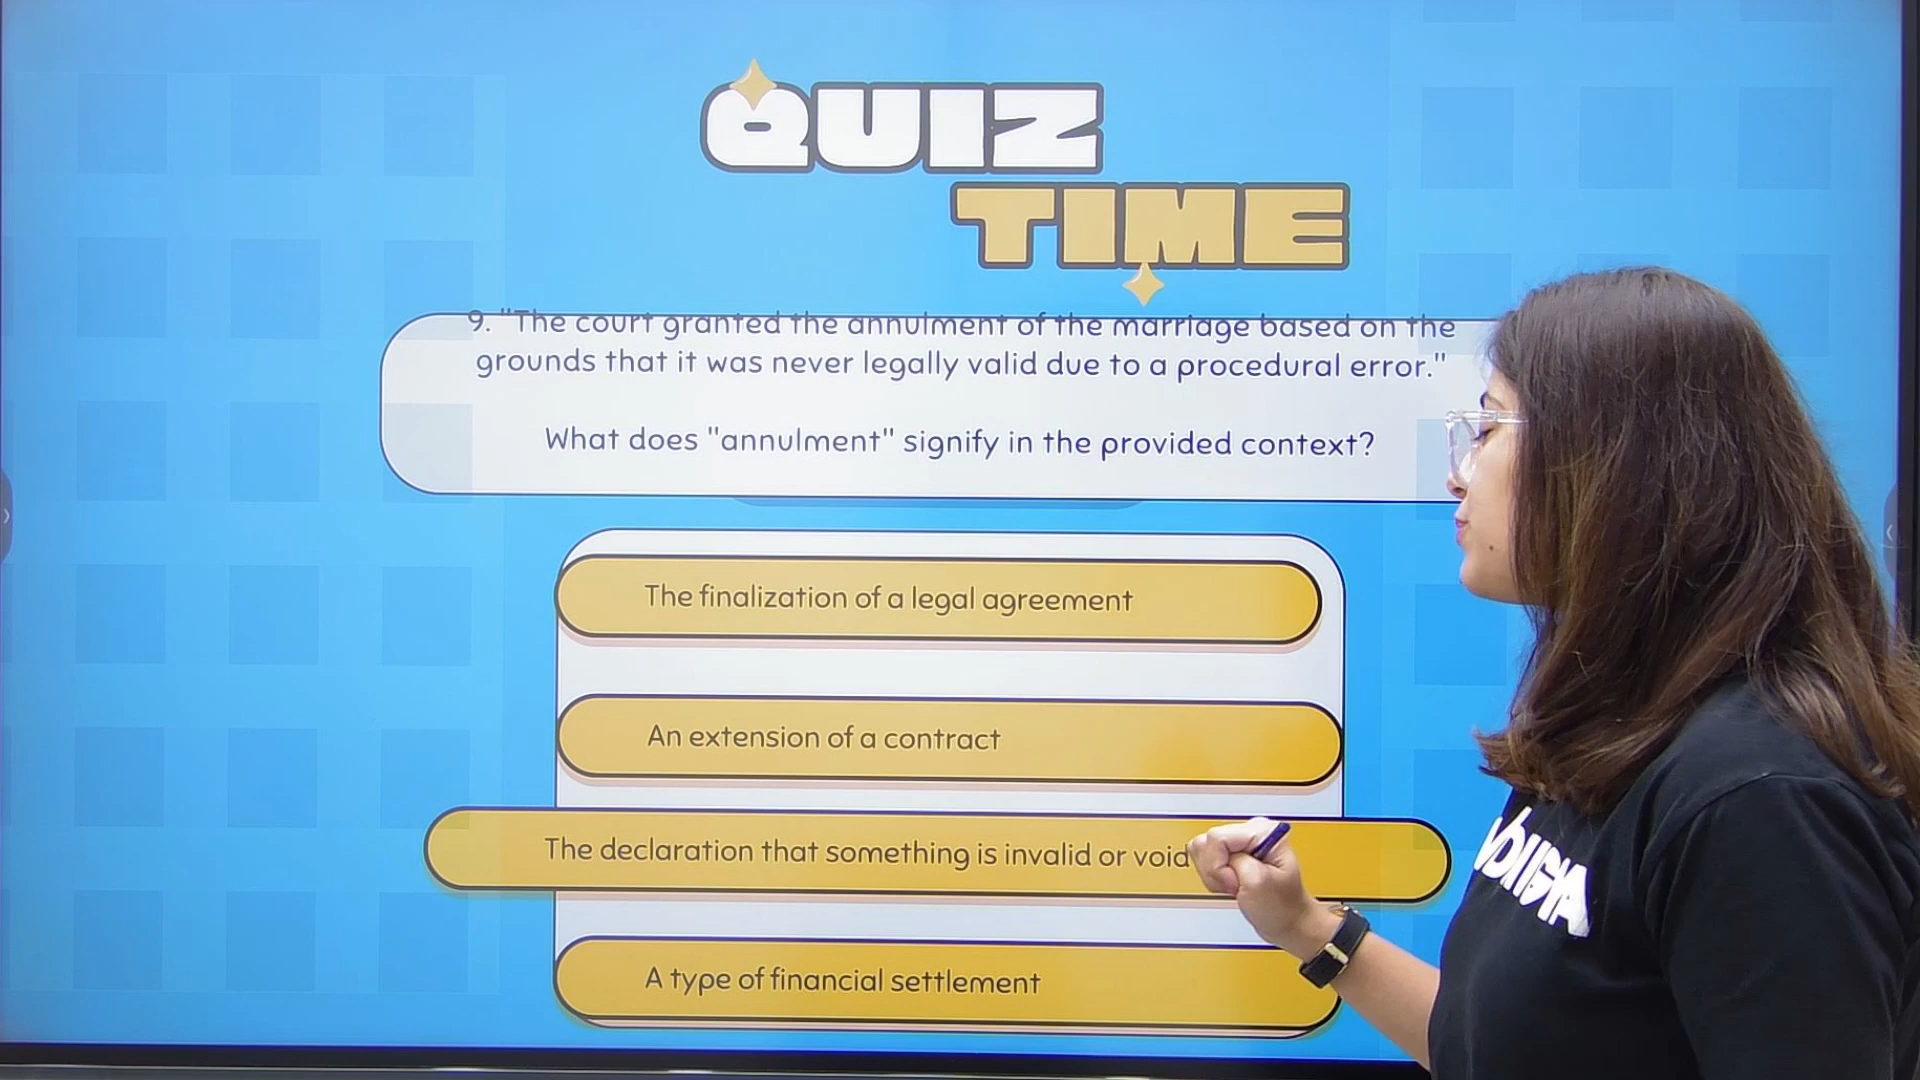 QUIZ
TIME
9. "The court granted the annulment of the marriage based on the
grounds that it was never legally valid due to a procedural error."
What does "annulment" signify in the provided context?
The finalization of a legal agreement
An extension of a contract
The declaration that something is invalid or void
A type of financial settlement